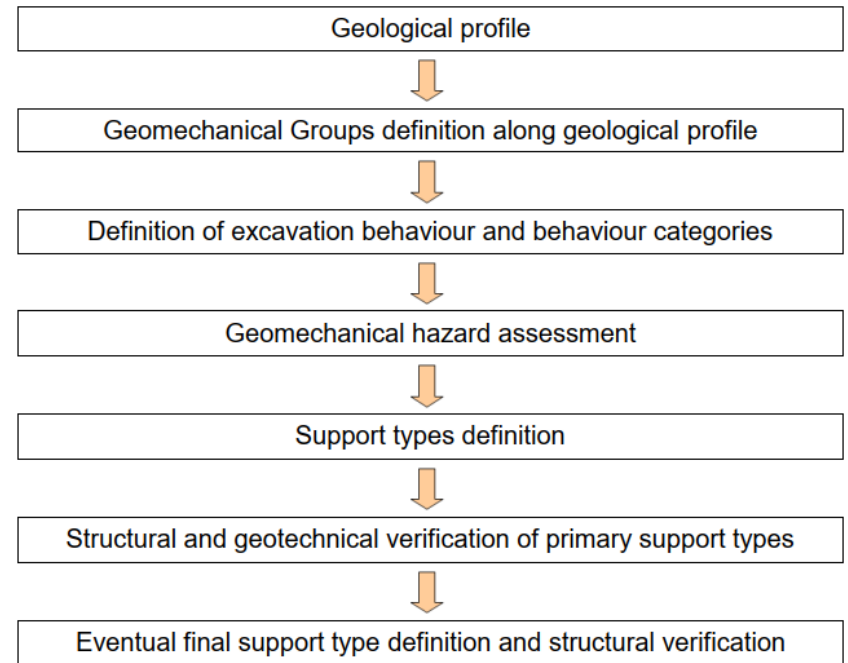 Geological profile
Geomechanical Groups definition along geological profile
Definition of excavation behaviour and behaviour categories
Geomechanical hazard assessment
Support types definition
Structural and geotechnical verification of primary support types
Eventual final support type definition and structural verification